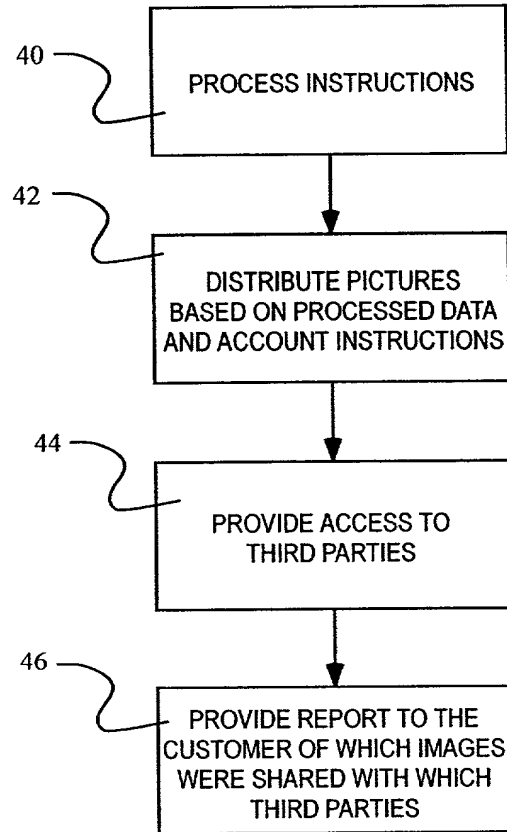 40
PROCESS INSTRUCTIONS
42
DISTRIBUTE PICTURES
BASED ON PROCESSED DATA
AND ACCOUNT INSTRUCTIONS
44
PROVIDE ACCESS TO
THIRD PARTIES
46
PROVIDE REPORT TO THE
CUSTOMER OF WHICH IMAGES
WERE SHARED WITH WHICH
THIRD PARTIES